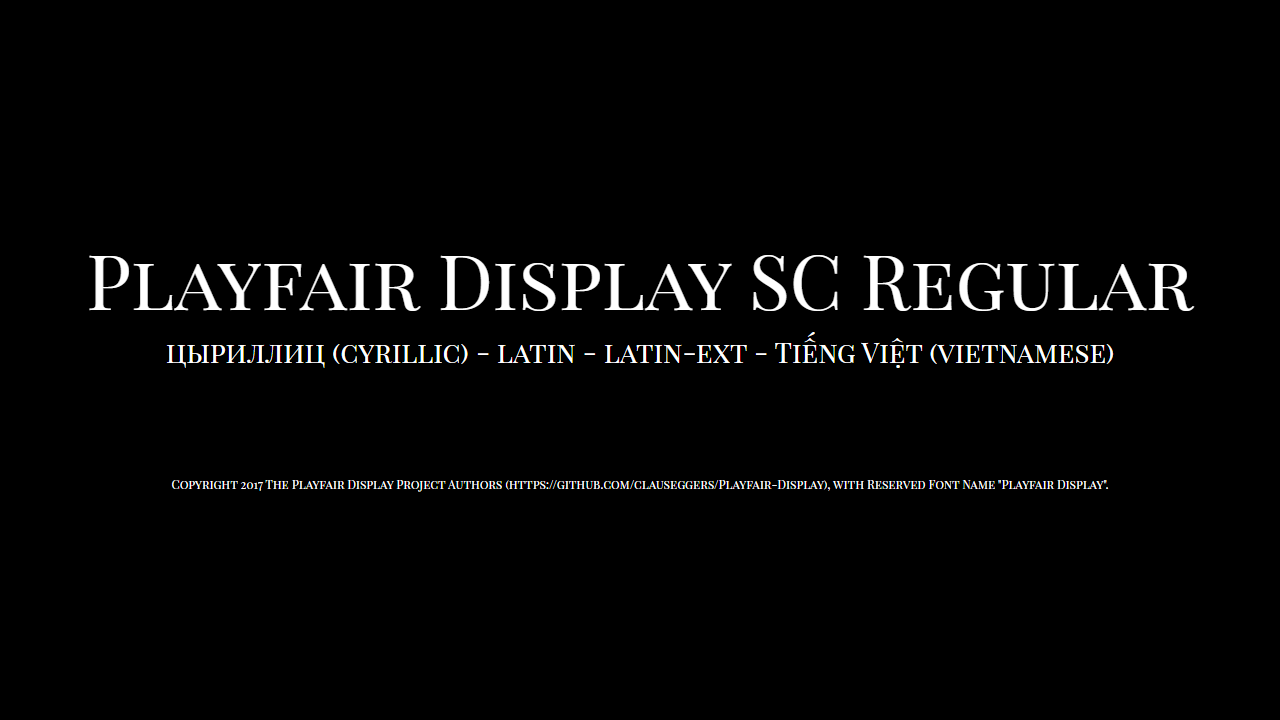 Playfair Display SC Regular
цыриллиц (cyrillic) - latin - latin-ext - Tiếng Việt (vietnamese)
Copyright 2017 The Playfair Display Project Authors (https://github.com/clauseggers/Playfair-Display), with Reserved Font Name "Playfair Display".